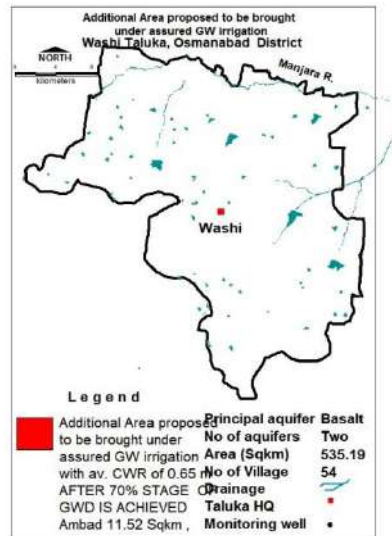 Additional Area proposed to be brought
under assured GW irrigation
Washi Taluka, Osmanabad District
NORTH
kilometers
Manjara R.
Washi
Legend
Additional Area proposed
to be brought under
assured GW irrigation
with av. CWR of 0.65 m
AFTER 70% STAGE OF
GWD IS ACHIEVED
Ambad 11.52 Sqkm ,
Principal aquifer Basalt
No of aquifers Two
Area (Sqkm) 535.19
No of Village 54
Drainage
Taluka HQ
Monitoring well